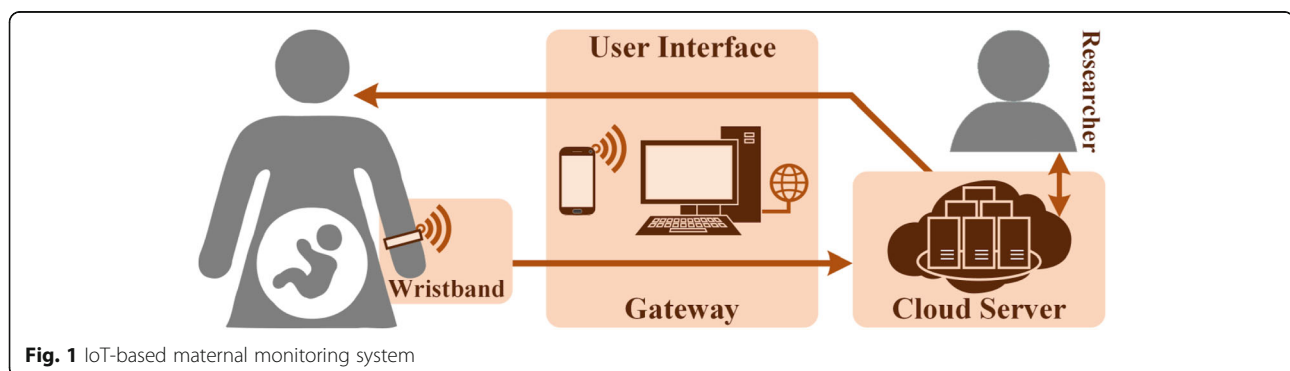 User Interface
Researcher
Wristband
Gateway
Cloud Server
Fig. 1 IoT-based maternal monitoring system